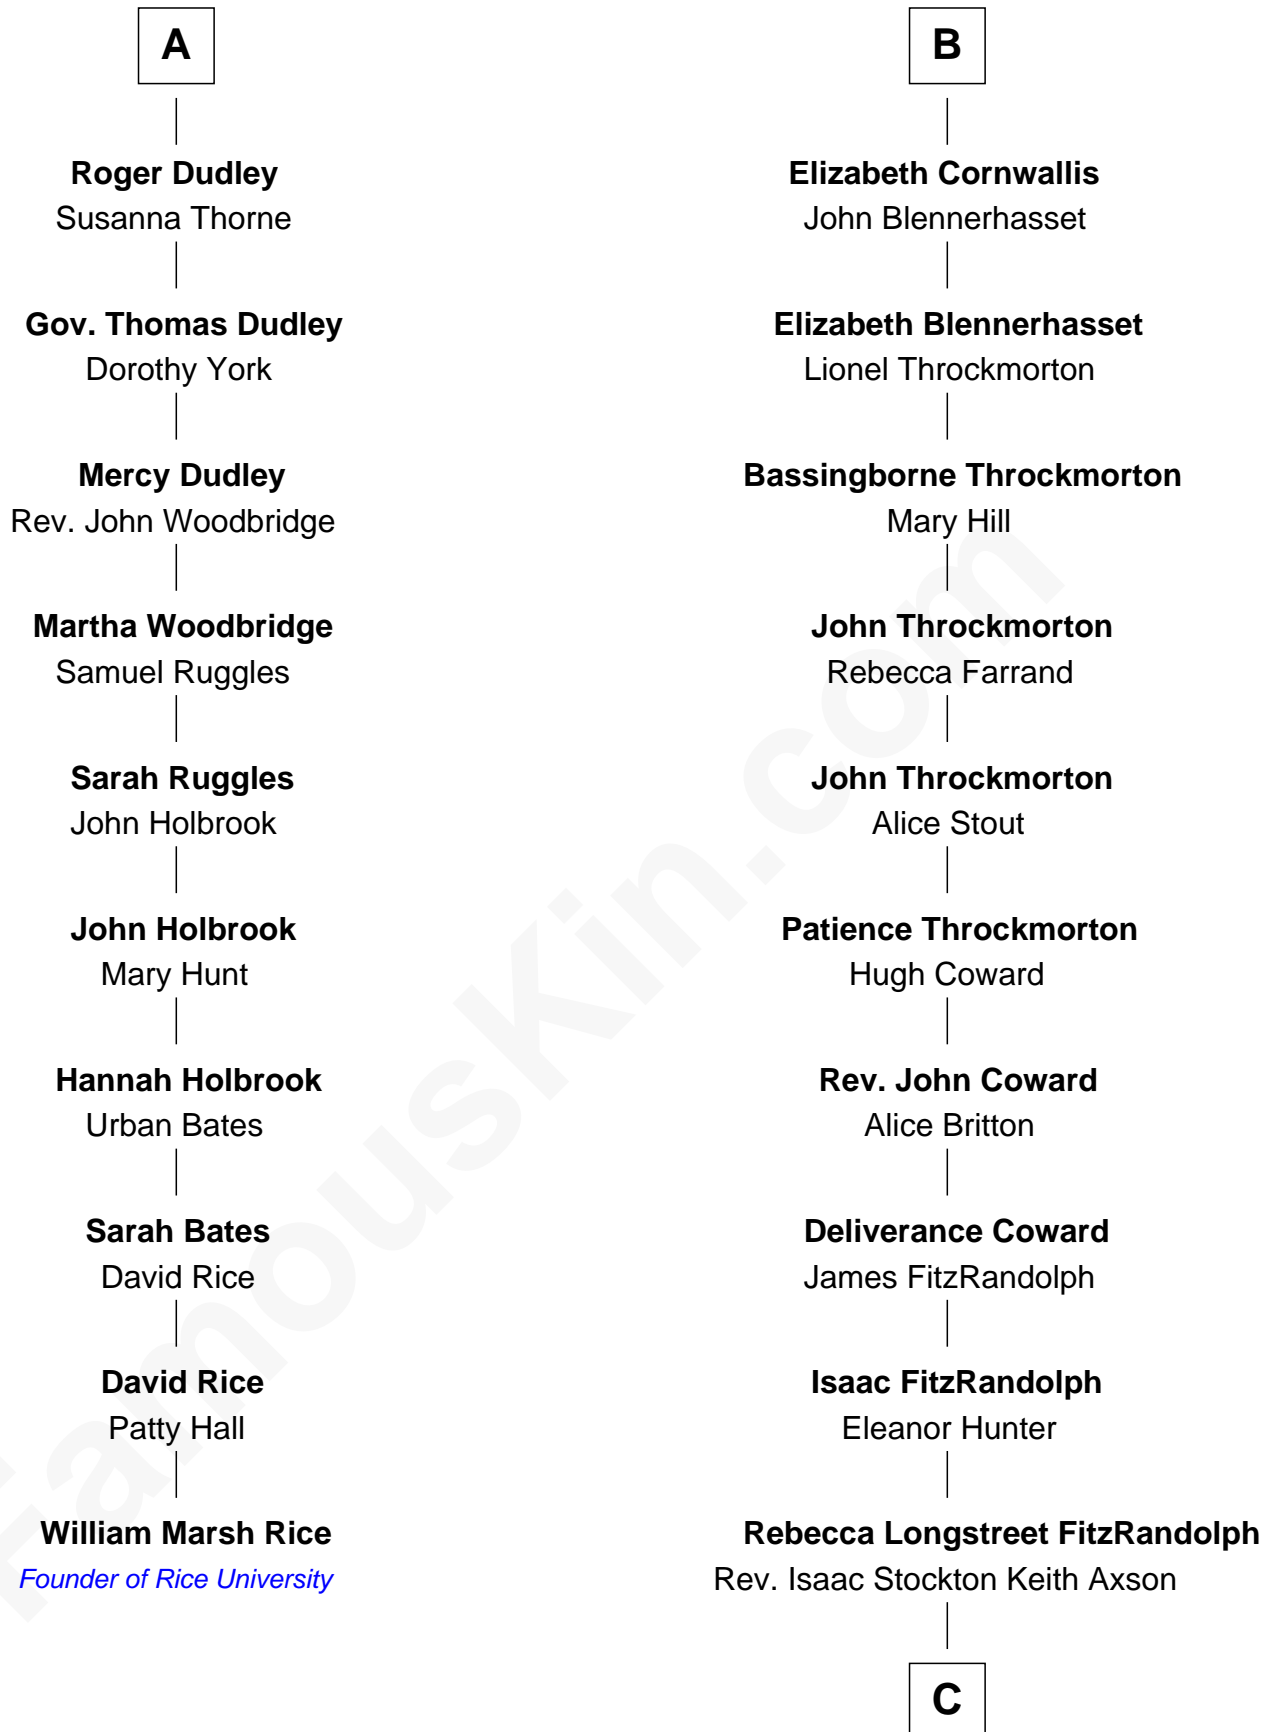 A
Roger Dudley
Susanna Thorne
Gov. Thomas Dudley
Dorothy York
Mercy Dudley
Rev. John Woodbridge
Martha Woodbridge
Samuel Ruggles
Sarah Ruggles
John Holbrook
John Holbrook
Mary Hunt
Hannah Holbrook
Urban Bates
Sarah Bates
David Rice
David Rice
Patty Hall
William Marsh Rice
Founder of Rice University
B
Elizabeth Cornwallis
John Blennerhasset
Elizabeth Blennerhasset
Lionel Throckmorton
Bassingborne Throckmorton
Mary Hill
John Throckmorton
Rebecca Farrand
John Throckmorton
Alice Stout
Patience Throckmorton
Hugh Coward
Rev. John Coward
Alice Britton
Deliverance Coward
James FitzRandolph
Isaac FitzRandolph
Eleanor Hunter
Rebecca Longstreet FitzRandolph
Rev. Isaac Stockton Keith Axson
C
FamousKin.com